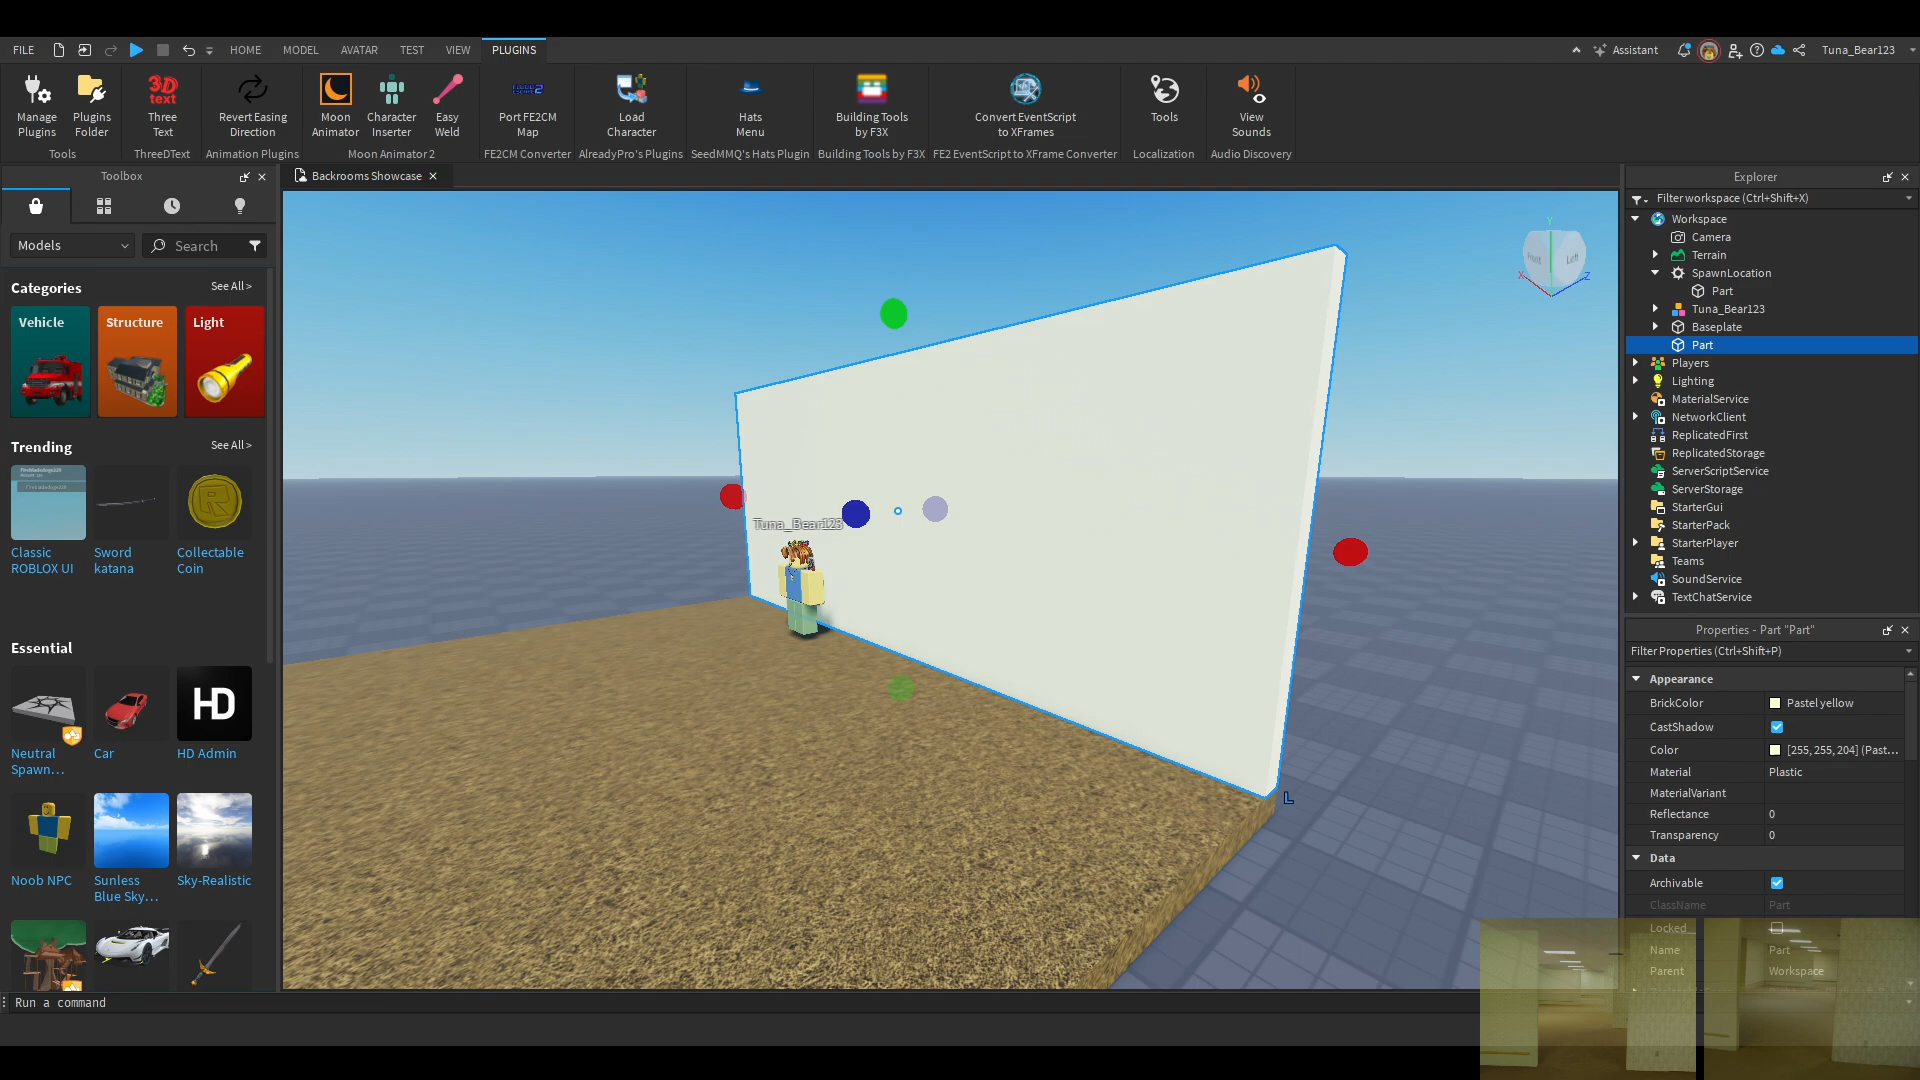 FILE HOME MODEL AVATAR TEST VIEW PLUGINS Assistant Tuna_Bear123
Manage Plugins
Plugins Folder
Tools
Three Text
ThreeDText
Revert Easing Direction
Animation Plugins
Moon Animator
Character Inserter
Easy Weld
Moon Animator 2
Port FE2CM Map
FE2CM Converter
Load Character
AlreadyPro's Plugins
Hats Menu
SeedMMQ's Hats Plugin
Building Tools by F3X
Building Tools by F3X
Convert EventScript to XFrames
FE2 EventScript to XFrame Converter
Tools
Localization
View Sounds
Audio Discovery
Toolbox
Backrooms Showcase
Models
Search
Categories See All >
Vehicle Structure Light
Trending See All >
Classic ROBLOX UI
Sword katana
Collectable Coin
Essential
HD
Neutral Spawn...
Car
HD Admin
Noob NPC
Sunless Blue Sky...
Sky-Realistic
Run a command
Tuna_Bear123
Y
X
Z
Left
L
Explorer
Filter workspace (Ctrl+Shift+X)
Workspace
Camera
Terrain
SpawnLocation
Part
Tuna_Bear123
Baseplate
Part
Players
Lighting
MaterialService
NetworkClient
ReplicatedFirst
ReplicatedStorage
ServerScriptService
ServerStorage
StarterGui
StarterPack
StarterPlayer
Teams
SoundService
TextChatService
Properties - Part "Part"
Filter Properties (Ctrl+Shift+P)
Appearance
BrickColor Pastel yellow
CastShadow
Color [255, 255, 204] (Past...
Material Plastic
MaterialVariant
Reflectance 0
Transparency 0
Data
Archivable
ClassName Part
Locked
Name Part
Parent Workspace